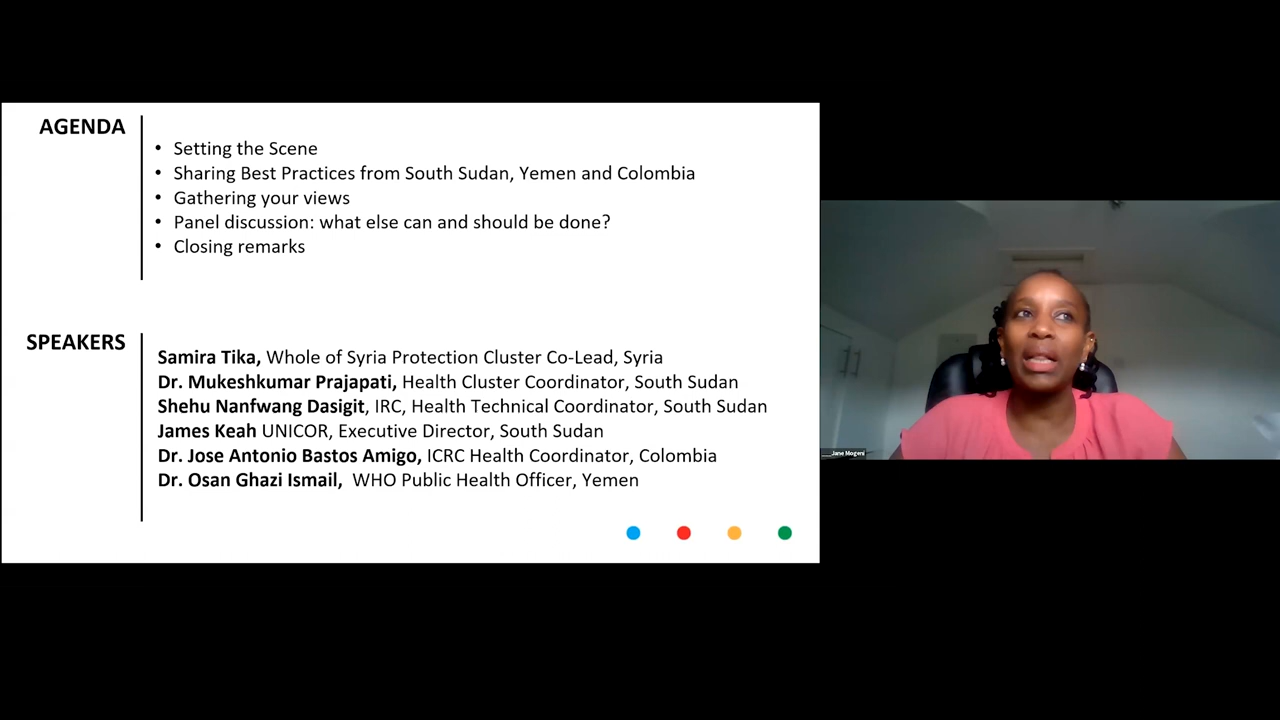 AGENDA
• Setting the Scene
• Sharing Best Practices from South Sudan, Yemen and Colombia
• Gathering your views
• Panel discussion: what else can and should be done?
• Closing remarks
SPEAKERS
Samira Tika, Whole of Syria Protection Cluster Co-Lead, Syria
Dr. Mukeshkumar Prajapati, Health Cluster Coordinator, South Sudan
Shehu Nanfwang Dasigit, IRC, Health Technical Coordinator, South Sudan
James Keah UNICOR, Executive Director, South Sudan
Dr. Jose Antonio Bastos Amigo, ICRC Health Coordinator, Colombia
Dr. Osan Ghazi Ismail, WHO Public Health Officer, Yemen
Jane Mogeni